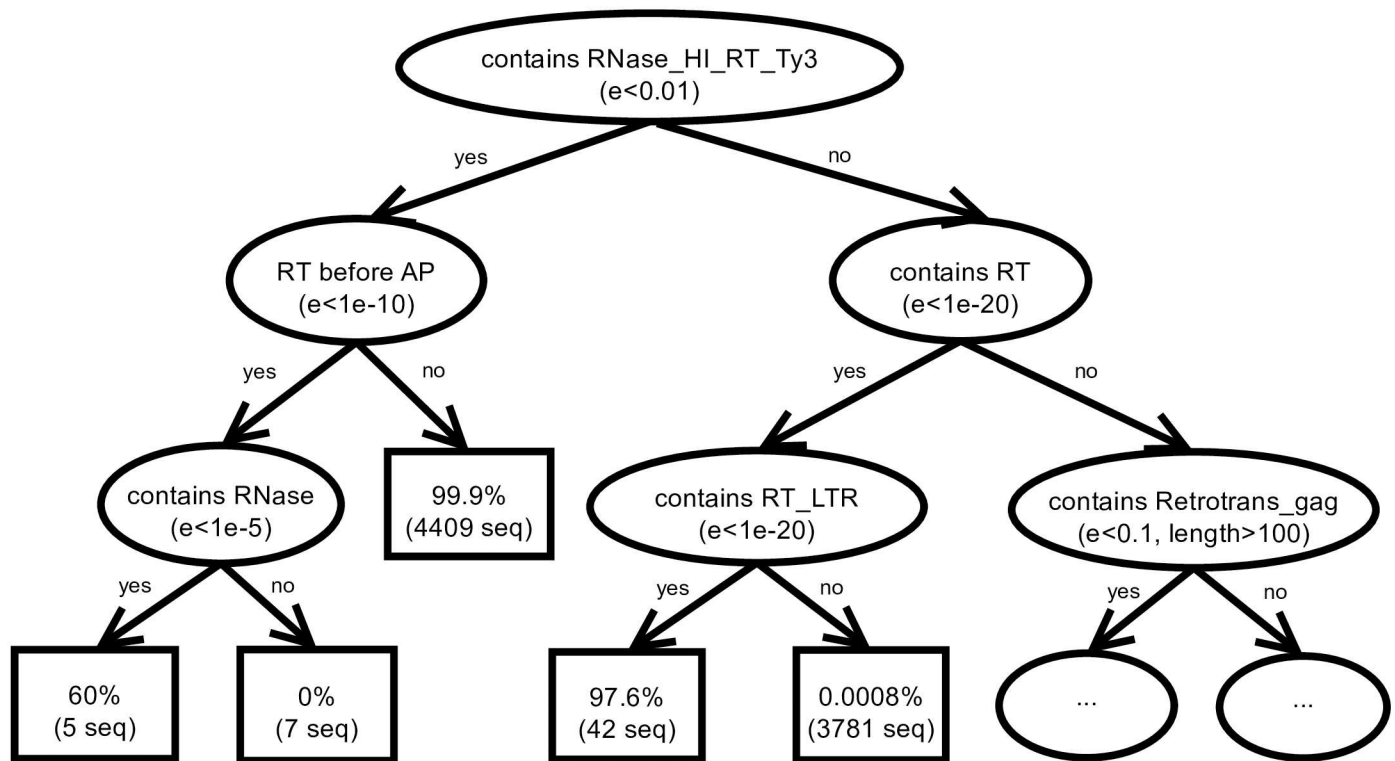 contains RNase_HI_RT_Ty3
(e<0.01)
yes
no
RT before AP
(e<1e-10)
contains RT
(e<1e-20)
yes
no
yes
no
contains RNase
(e<1e-5)
99.9%
(4409 seq)
contains RT_LTR
(e<1e-20)
contains Retrotrans_gag
(e<0.1, length>100)
yes
no
yes
no
yes
no
60%
(5 seq)
0%
(7 seq)
97.6%
(42 seq)
0.0008%
(3781 seq)
...
...